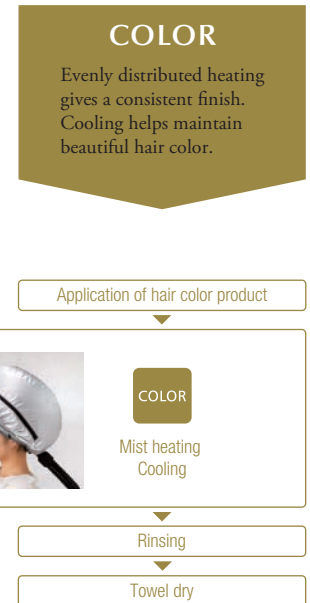 COLOR
Evenly distributed heating
gives a consistent finish.
Cooling helps maintain
beautiful hair color.
Application of hair color product
COLOR
Mist heating
Cooling
Rinsing
Towel dry